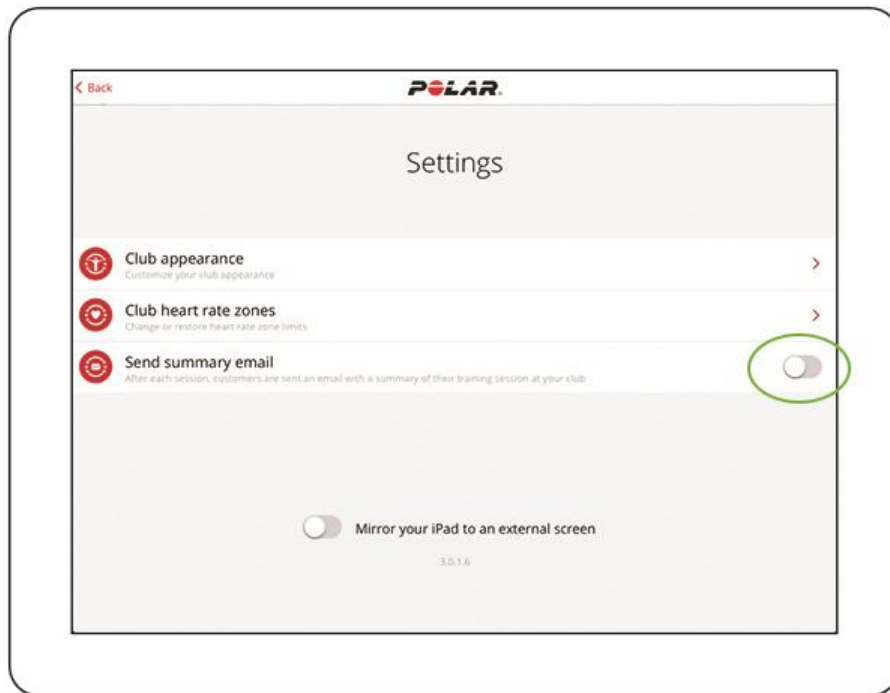 Back
POLAR.
Settings
Club appearance
Customize your club appearance
Club heart rate zones
Change or restore heart rate zone limits
Send summary email
After each session, customers are sent an email with a summary of their training session at your club
Mirror your iPad to an external screen
3.0.1.6